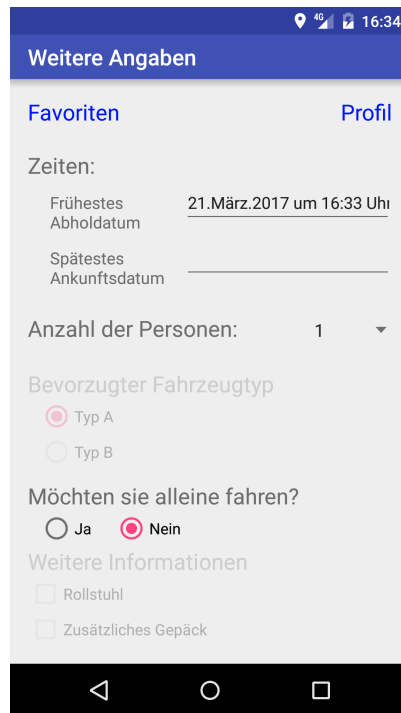 4G 16:34
Weitere Angaben
Favoriten Profil
Zeiten:
Frühestes 21.März.2017 um 16:33 Uhr
Abholdatum
Spätestes
Ankunftsdatum
Anzahl der Personen: 1
Bevorzugter Fahrzeugtyp
Typ A
Typ B
Möchten sie alleine fahren?
Ja Nein
Weitere Informationen
Rollstuhl
Zusätzliches Gepäck